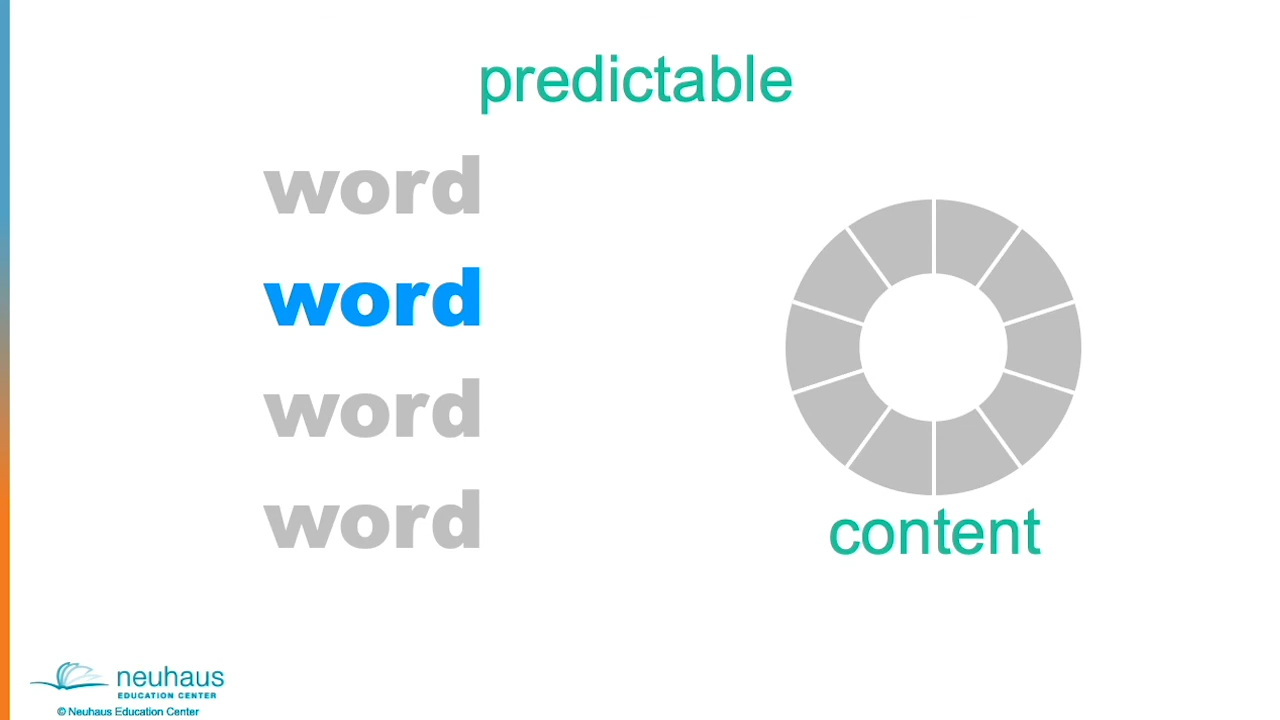 predictable
word
word
word
word
content
neuhaus
EDUCATION CENTER
© Neuhaus Education Center